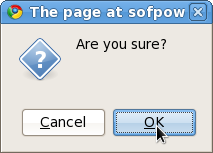 The page at sofpow
Are you sure?
Cancel
OK